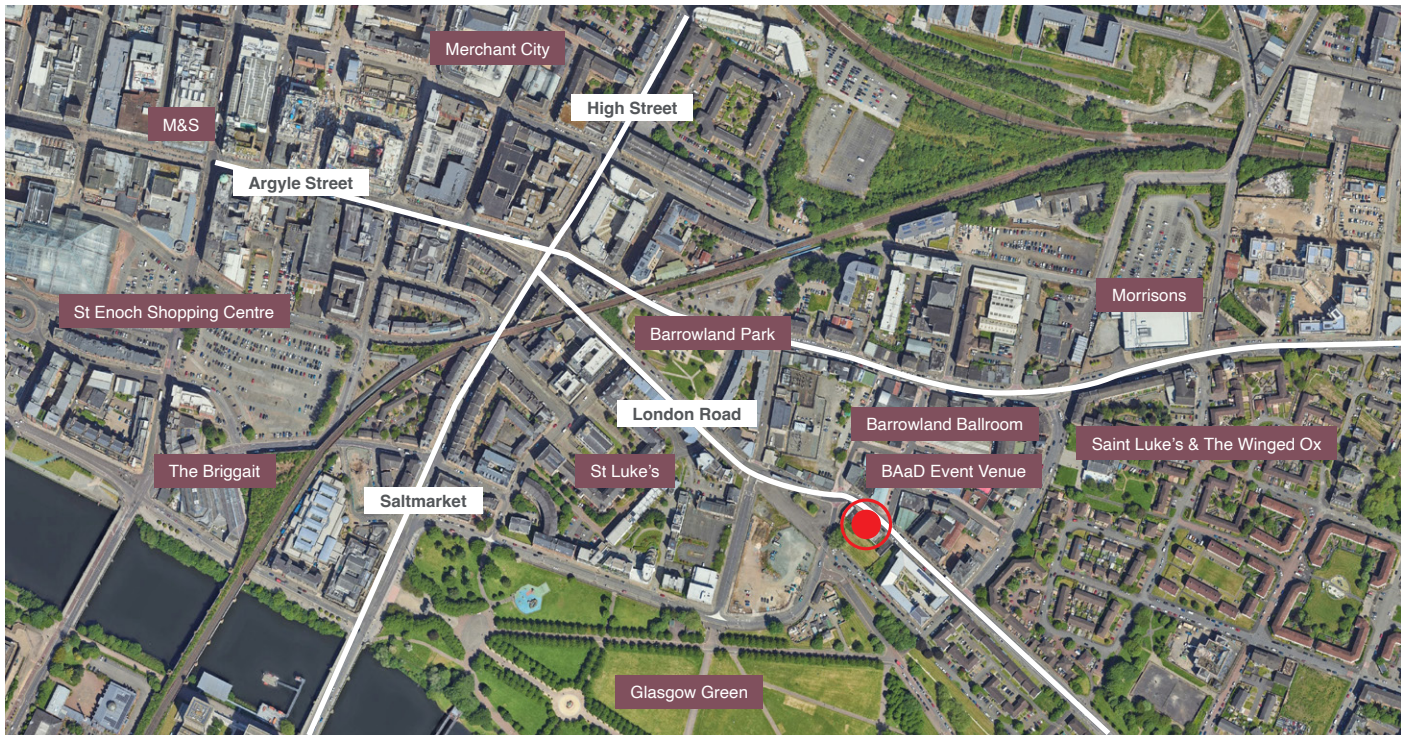 Merchant City
High Street
M&S
Argyle Street
St Enoch Shopping Centre
Morrisons
Barrowland Park
London Road
Barrowland Ballroom
Saint Luke's & The Winged Ox
The Briggait
St Luke's
BAaD Event Venue
Saltmarket
Glasgow Green